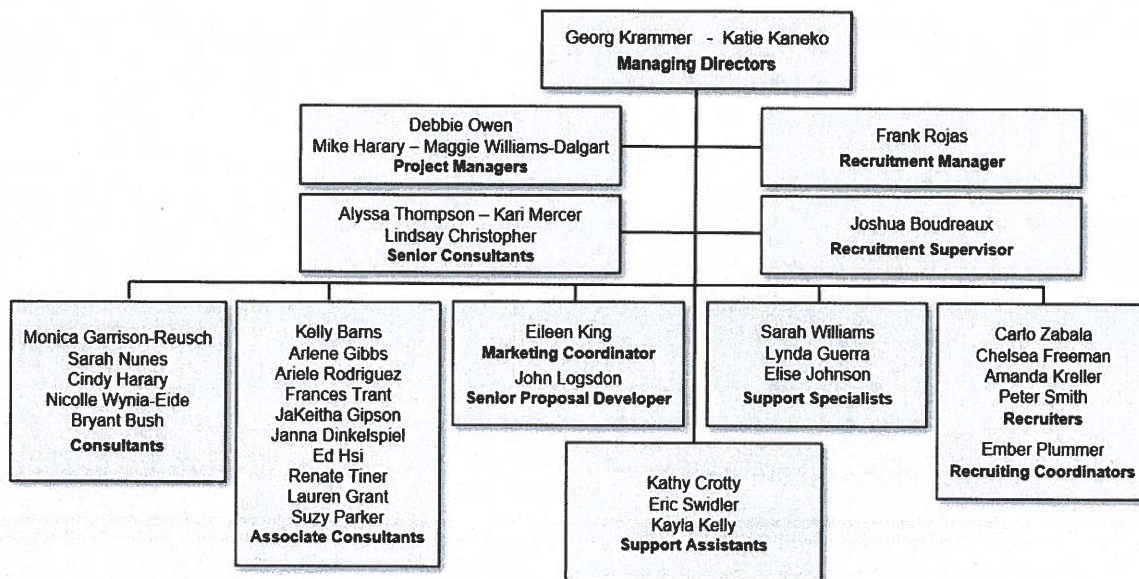 Georg Krammer - Katie Kaneko
Managing Directors
Debbie Owen
Mike Harary – Maggie Williams-Dalgart
Project Managers
Frank Rojas
Recruitment Manager
Alyssa Thompson – Kari Mercer
Lindsay Christopher
Senior Consultants
Joshua Boudreaux
Recruitment Supervisor
Monica Garrison-Reusch
Sarah Nunes
Cindy Harary
Nicolle Wynia-Eide
Bryant Bush
Consultants
Kelly Barns
Arlene Gibbs
Ariele Rodriguez
Frances Trant
JaKeitha Gipson
Janna Dinkelspiel
Ed Hsi
Renate Tiner
Lauren Grant
Suzy Parker
Associate Consultants
Eileen King
Marketing Coordinator
John Logsdon
Senior Proposal Developer
Sarah Williams
Lynda Guerra
Elise Johnson
Support Specialists
Carlo Zabala
Chelsea Freeman
Amanda Kreller
Peter Smith
Recruiters
Ember Plummer
Recruiting Coordinators
Kathy Crotty
Eric Swidler
Kayla Kelly
Support Assistants